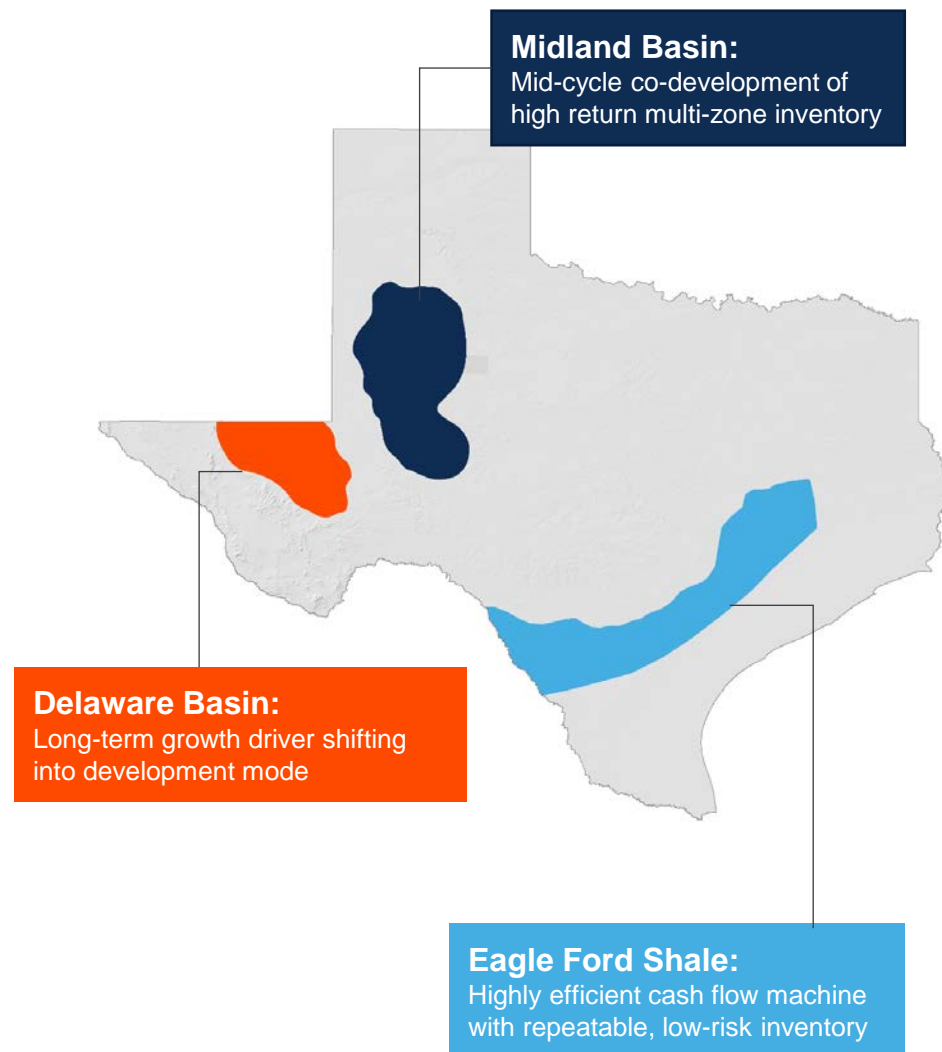 Midland Basin:
Mid-cycle co-development of
high return multi-zone inventory
Delaware Basin:
Long-term growth driver shifting
into development mode
Eagle Ford Shale:
Highly efficient cash flow machine
with repeatable, low-risk inventory